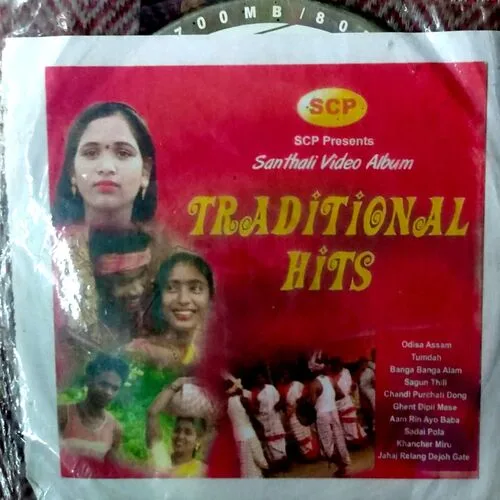 700MB/80
SCP
SCP Presents
Santhali Video Album
TRADITIONAL
HITS
Odisa Assam
Tumdah
Banga Banga Alam
Sagun Thili
Chandi Purchali Dong
Ghent Dipil Mase
Aam Rin Ayo Baba
Sadai Pola
Khancher Miru
Jahaj Relang Dejoh Gate